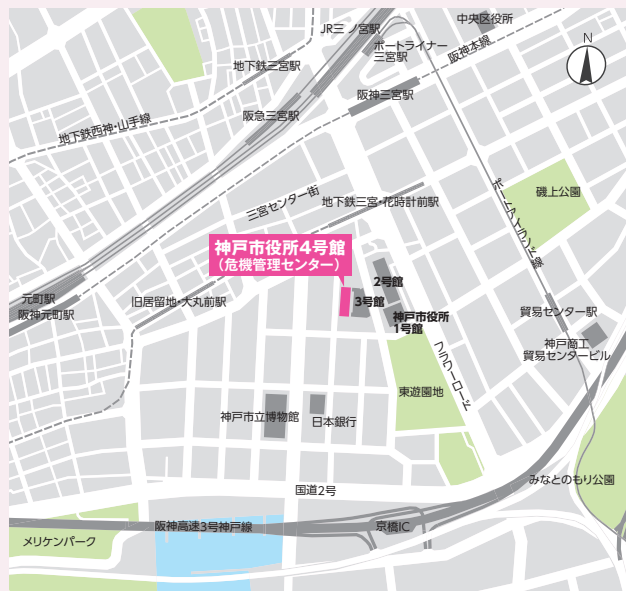 中央区役所
JR三ノ宮駅
ポートライナー
三宮駅
阪神本線
N
地下鉄三宮駅
阪神三宮駅
阪急三宮駅
地下鉄西神・山手線
三宮センター街
地下鉄三宮・花時計前駅
ポートアイランド線
磯上公園
神戸市役所4号館
(危機管理センター)
2号館
3号館
神戸市役所
1号館
元町駅
阪神元町駅
旧居留地・大丸前駅
貿易センター駅
神戸商工
貿易センタービル
フラワーロード
東遊園地
神戸市立博物館
日本銀行
みなとのもり公園
国道2号
阪神高速3号神戸線
京橋IC
メリケンパーク